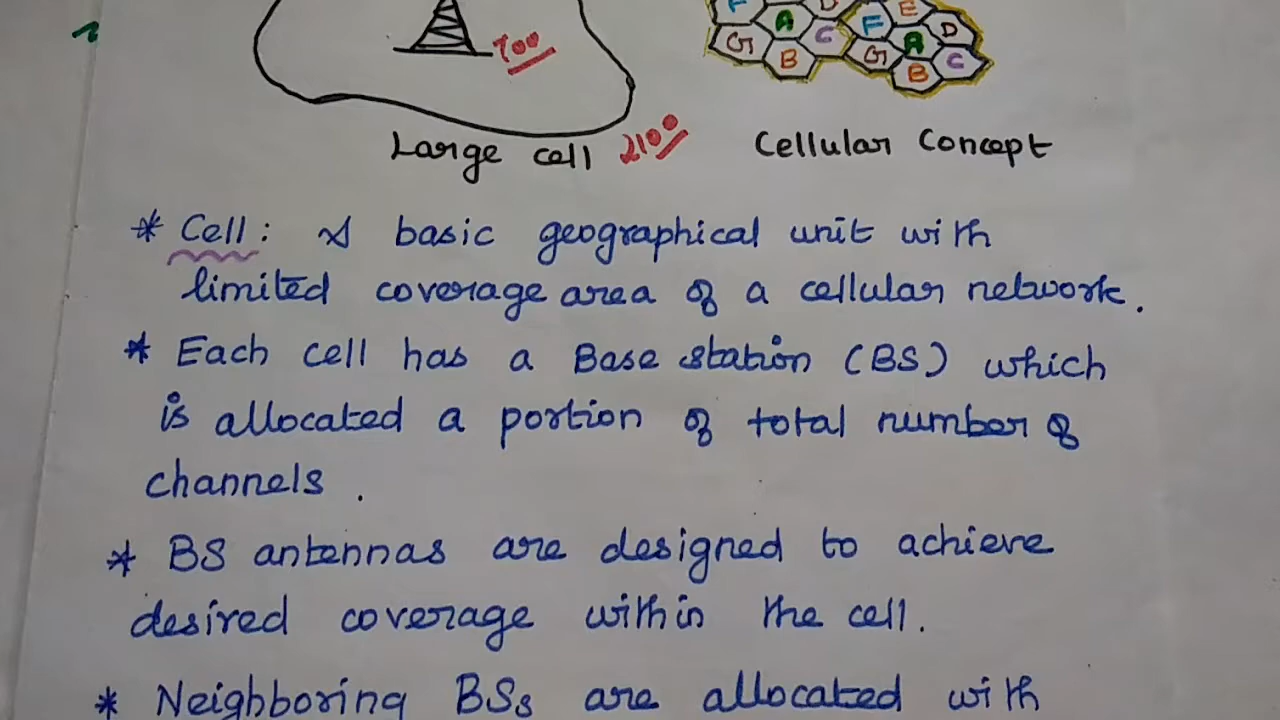 F A D F E D
G B C G A C
B
700
Large cell 2100 Cellular Concept
* Cell: A basic geographical unit with
limited coverage area of a cellular network.
* Each cell has a Base station (BS) which
is allocated a portion of total number of
channels.
* BS antennas are designed to achieve
desired coverage within the cell.
* Neighboring BSs are allocated with